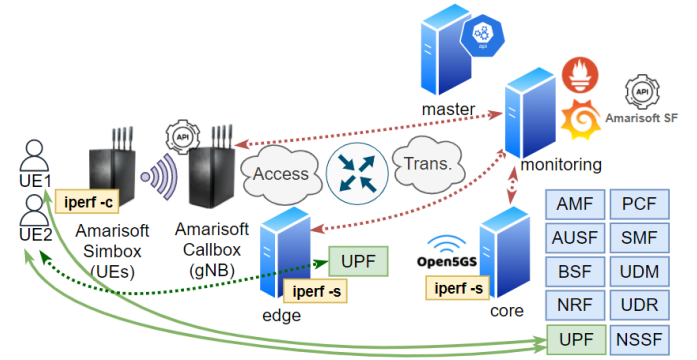 api
master
API
Amarisoft SF
monitoring
API
UE1
iperf -c
UE2
Amarisoft
Simbox
(UEs)
Amarisoft
Callbox
(gNB)
Access
Trans.
UPF
iperf -s
edge
Open5GS
iperf -s
core
AMF
PCF
AUSF
SMF
BSF
UDM
NRF
UDR
UPF
NSSF